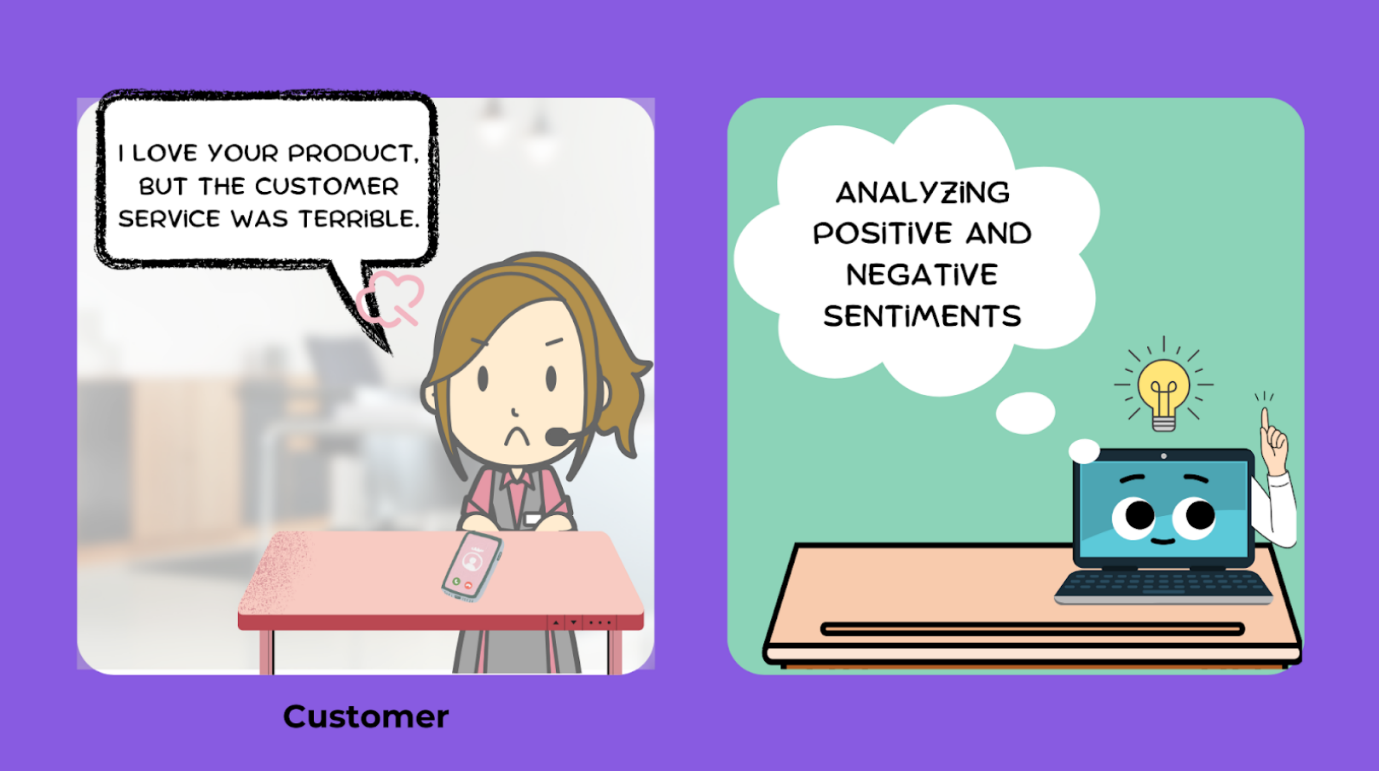 I LOVE YOUR PRODUCT,
BUT THE CUSTOMER
SERVICE WAS TERRIBLE.
ANALYZING
POSITIVE AND
NEGATIVE
SENTIMENTS
Customer